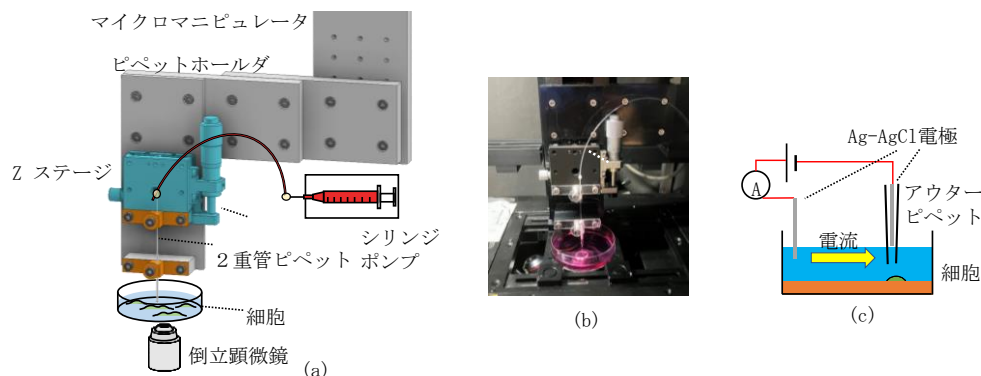 マイクロマニピュレータ
ピペットホールダ
Z ステージ
シリンジ
ポンプ
2重管ピペット
細胞
倒立顕微鏡
(a)
(b)
Ag-AgCl電極
A
アウター
ピペット
電流
細胞
(c)